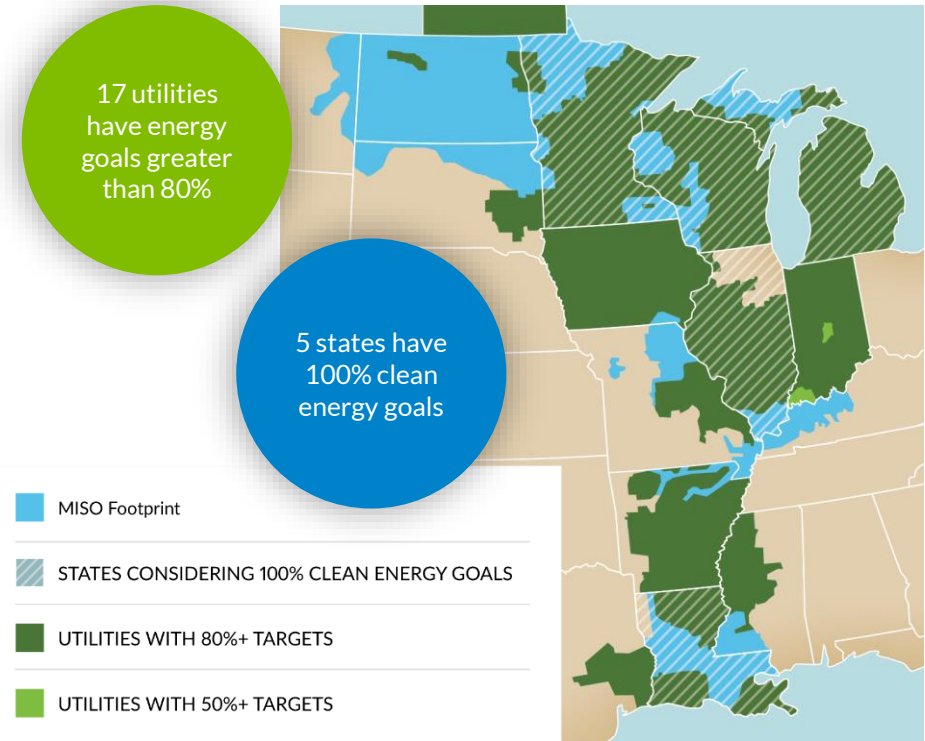 17 utilities
have energy
goals greater
than 80%
5 states have
100% clean
energy goals
MISO Footprint
STATES CONSIDERING 100% CLEAN ENERGY GOALS
UTILITIES WITH 80%+ TARGETS
UTILITIES WITH 50%+ TARGETS